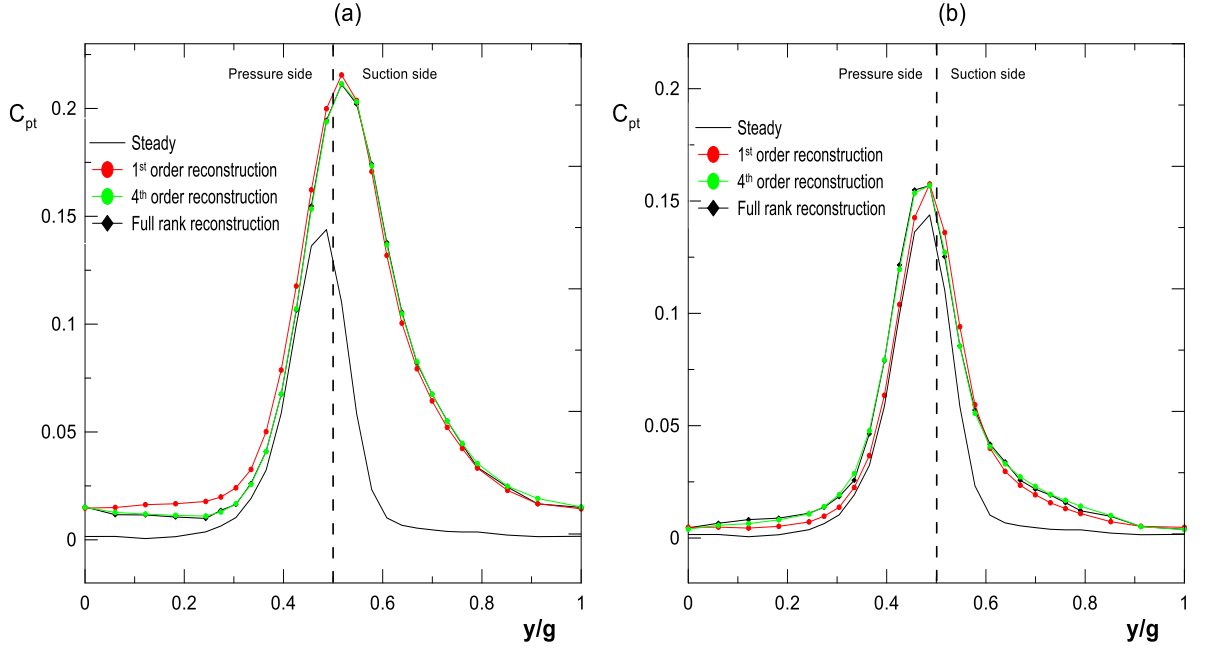 (a)
Pressure side
Suction side
C_pt
Steady
1st order reconstruction
4th order reconstruction
Full rank reconstruction
0.2
0.15
0.1
0.05
0
0 0.2 0.4 0.6 0.8 1
y/g
(b)
Pressure side
Suction side
C_pt
Steady
1st order reconstruction
4th order reconstruction
Full rank reconstruction
0.2
0.15
0.1
0.05
0
0 0.2 0.4 0.6 0.8 1
y/g